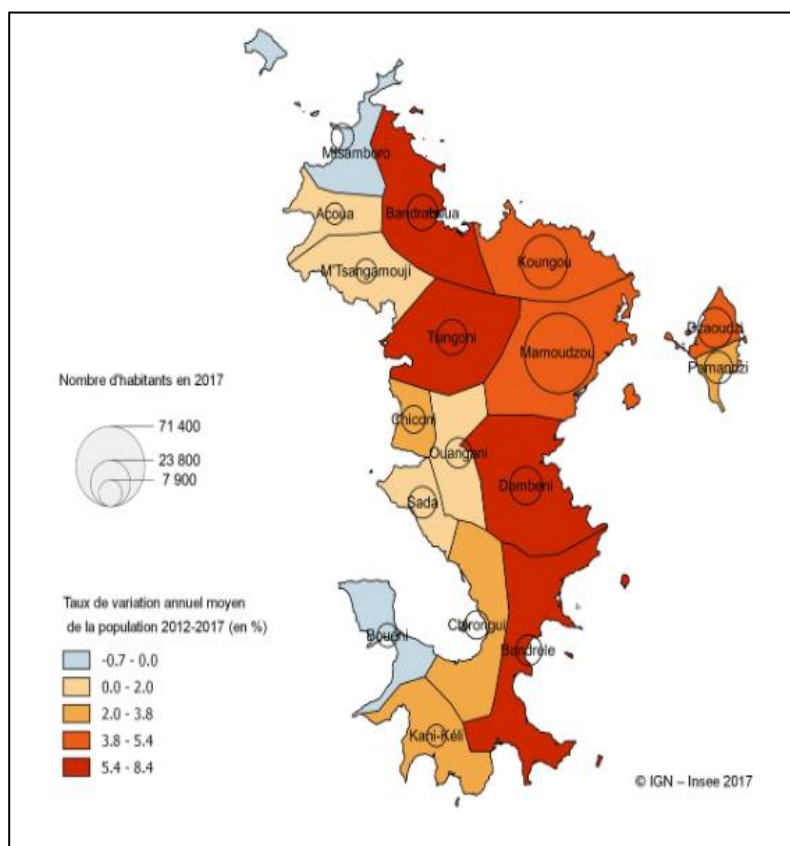 Mtsamboro
Acoua
Bandraboua
M'Tsangamouji
Koungou
Tsingoni
Mamoudzou
Dzaoudzi
Pamandzi
Nombre d'habitants en 2017
71 400
23 800
7 900
Chiconi
Ouangani
Sada
Dembeni
Taux de variation annuel moyen
de la population 2012-2017 (en %)
-0.7 - 0.0
0.0 - 2.0
2.0 - 3.8
3.8 - 5.4
5.4 - 8.4
Bouéni
Chirongui
Bandrele
Kani-Kéli
© IGN – Insee 2017